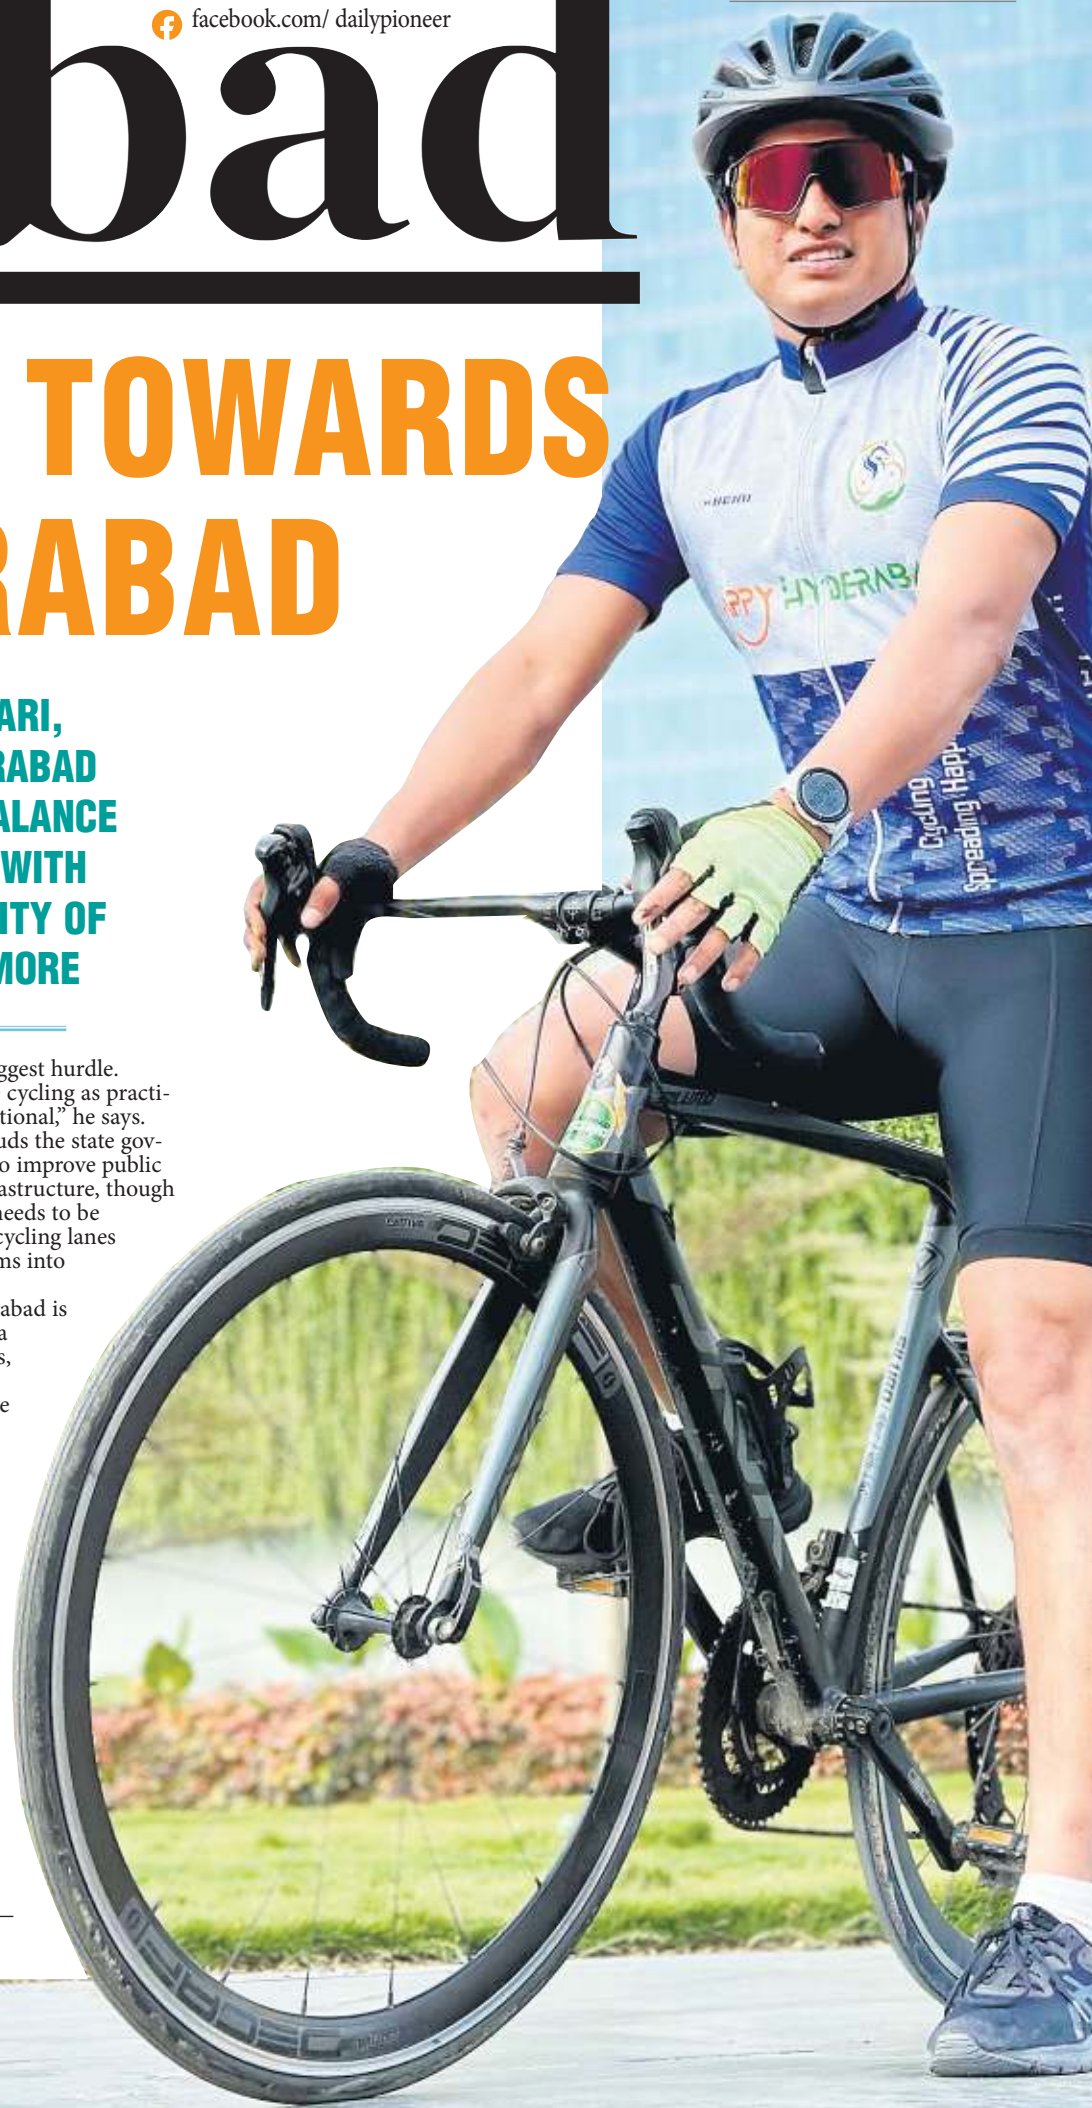 facebook.com/ dailypioneer
bad
TOWARDS
RABAD
ARI,
RABAD
ALANCE
WITH
ITY OF
MORE
ggest hurdle.
cycling as practi-
tional,” he says.
uds the state gov-
o improve public
astructure, though
needs to be
cycling lanes
ms into
abad is
a
s,
e
PPY HYDERABA
Cycling
Spreading Happ